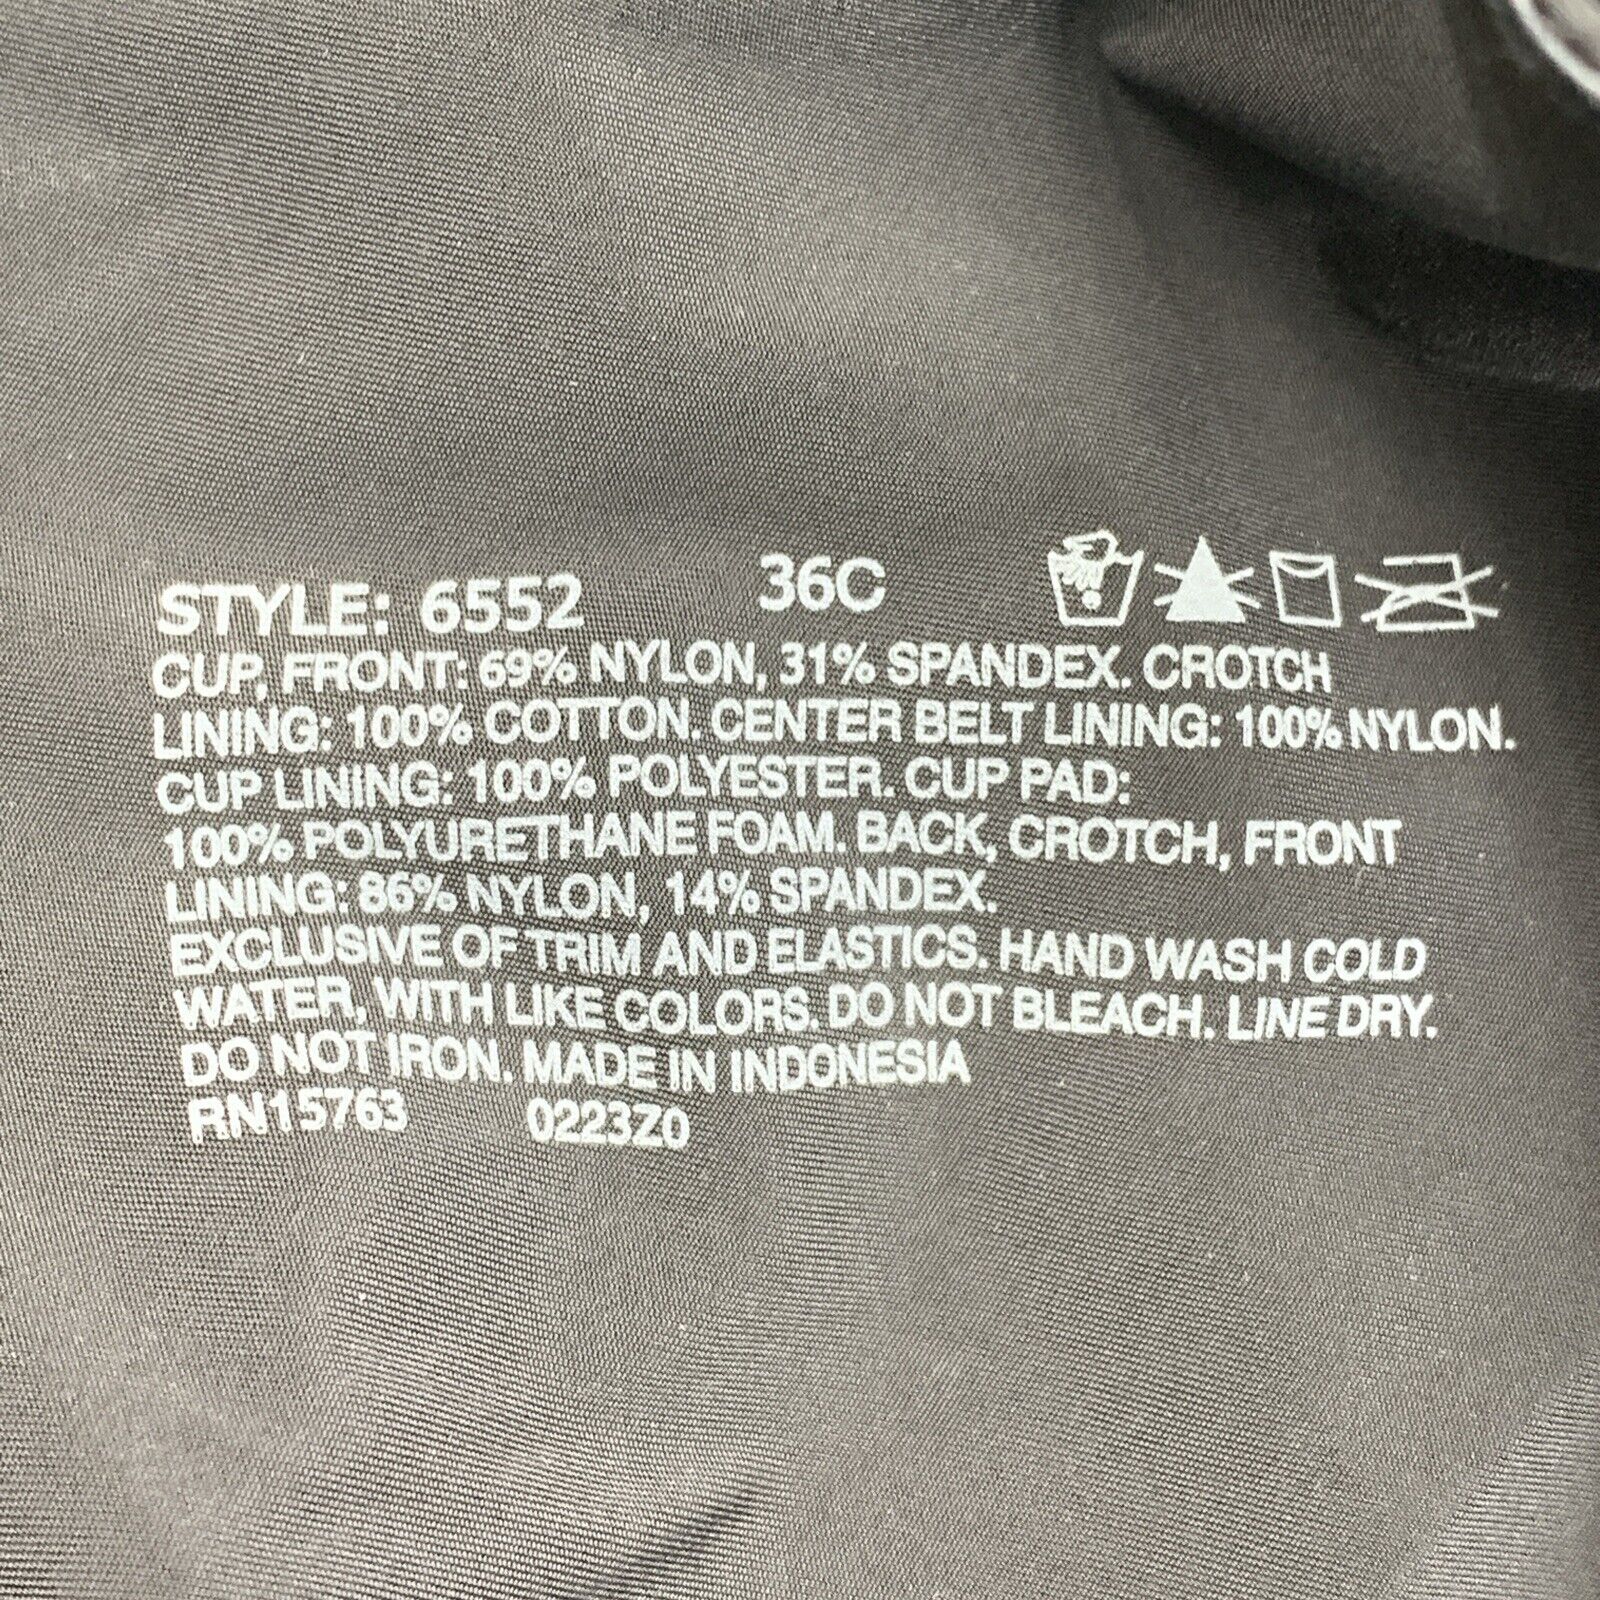 STYLE: 6552 36C
CUP, FRONT: 69% NYLON, 31% SPANDEX. CROTCH
LINING: 100% COTTON. CENTER BELT LINING: 100% NYLON.
CUP LINING: 100% POLYESTER. CUP PAD:
100% POLYURETHANE FOAM. BACK, CROTCH, FRONT
LINING: 86% NYLON, 14% SPANDEX.
EXCLUSIVE OF TRIM AND ELASTICS. HAND WASH COLD
WATER, WITH LIKE COLORS. DO NOT BLEACH. LINE DRY.
DO NOT IRON. MADE IN INDONESIA
RN15763 0223Z0